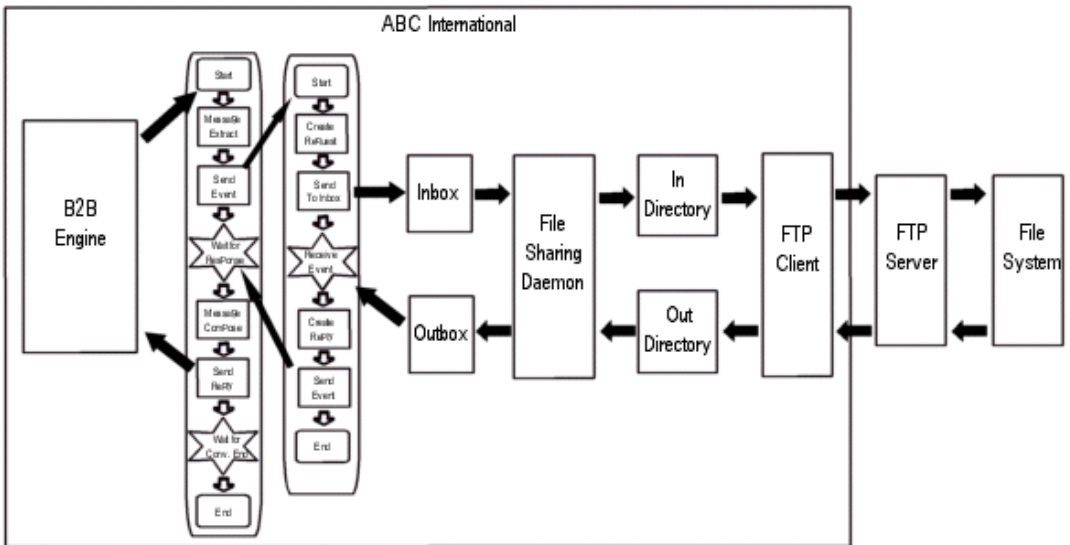 ABC International
B2B
Engine
Start
Message
Extract
Send
Event
Wait for
Response
Message
Compose
Send
Reply
Wait for
Conv. End
End
Start
Create
Request
Send
To Inbox
Receive
Event
Create
Reply
Send
Event
End
Inbox
Outbox
File
Sharing
Daemon
In
Directory
Out
Directory
FTP
Client
FTP
Server
File
System